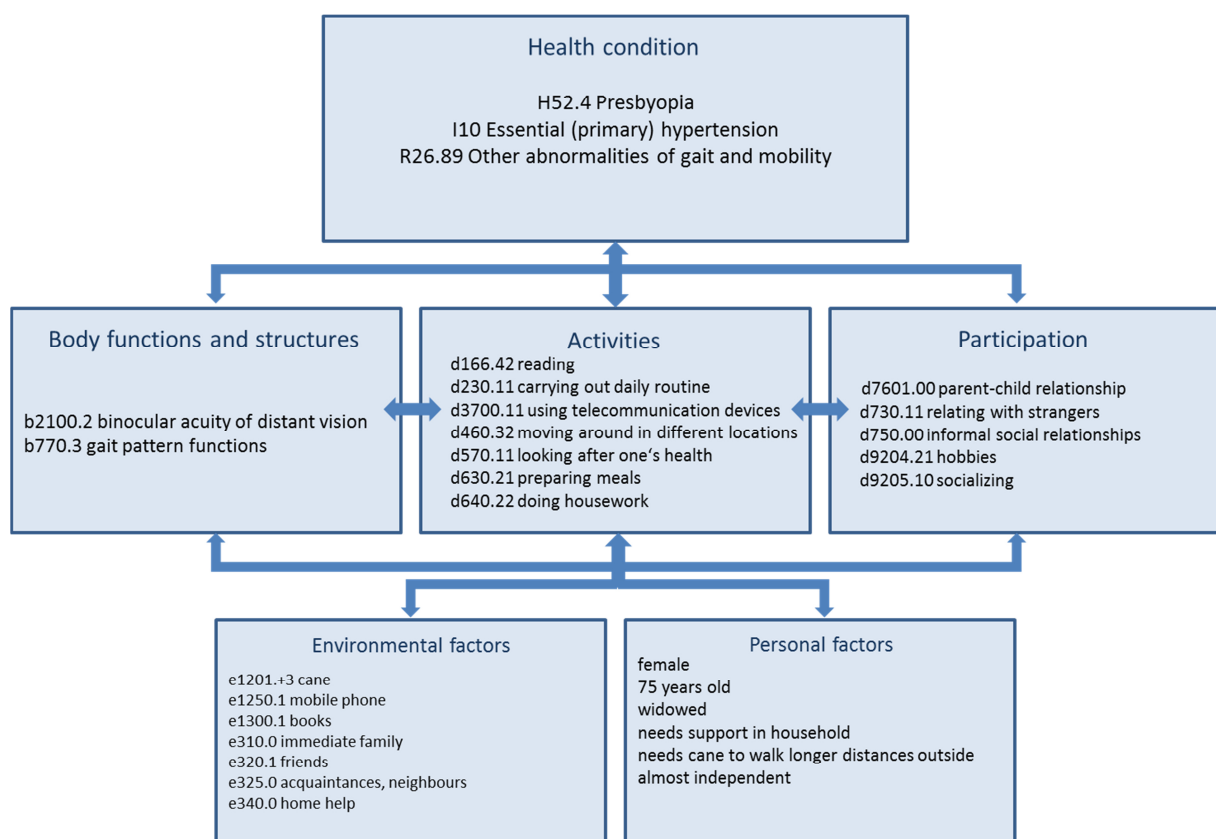 Health condition
H52.4 Presbyopia
I10 Essential (primary) hypertension
R26.89 Other abnormalities of gait and mobility
Body functions and structures
b2100.2 binocular acuity of distant vision
b770.3 gait pattern functions
Activities
d166.42 reading
d230.11 carrying out daily routine
d3700.11 using telecommunication devices
d460.32 moving around in different locations
d570.11 looking after one‘s health
d630.21 preparing meals
d640.22 doing housework
Participation
d7601.00 parent-child relationship
d730.11 relating with strangers
d750.00 informal social relationships
d9204.21 hobbies
d9205.10 socializing
Environmental factors
e1201.+3 cane
e1250.1 mobile phone
e1300.1 books
e310.0 immediate family
e320.1 friends
e325.0 acquaintances, neighbours
e340.0 home help
Personal factors
female
75 years old
widowed
needs support in household
needs cane to walk longer distances outside
almost independent